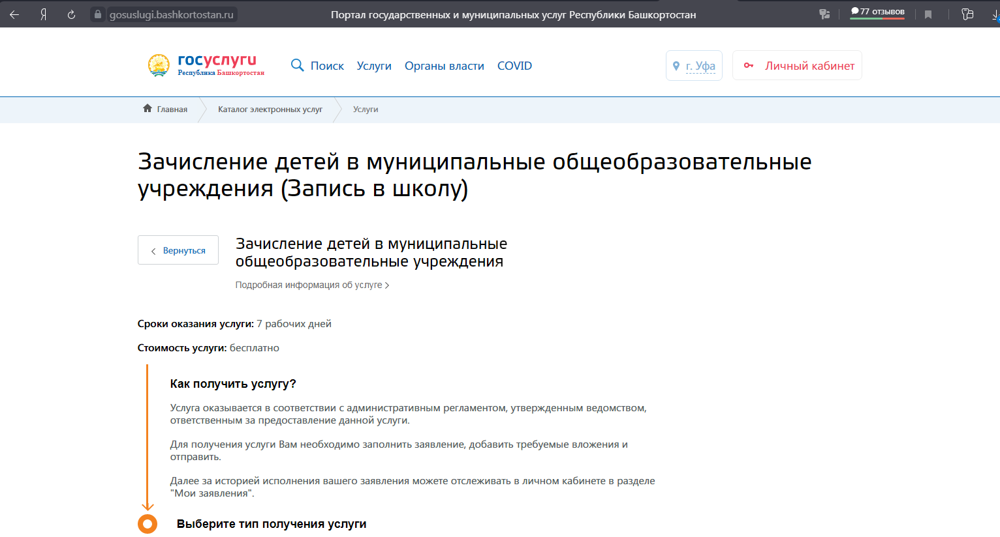 Я gosuslugi.bashkortostan.ru Портал государственных и муниципальных услуг Республики Башкортостан 77 отзывов
госуслуги
Республика Башкортостан
Поиск Услуги Органы власти COVID г. Уфа Личный кабинет
Главная Каталог электронных услуг Услуги
Зачисление детей в муниципальные общеобразовательные
учреждения (Запись в школу)
Вернуться
Зачисление детей в муниципальные
общеобразовательные учреждения
Подробная информация об услуге
Сроки оказания услуги: 7 рабочих дней
Стоимость услуги: бесплатно
Как получить услугу?
Услуга оказывается в соответствии с административным регламентом, утвержденным ведомством,
ответственным за предоставление данной услуги.
Для получения услуги Вам необходимо заполнить заявление, добавить требуемые вложения и
отправить.
Далее за историей исполнения вашего заявления можете отслеживать в личном кабинете в разделе
"Мои заявления".
Выберите тип получения услуги